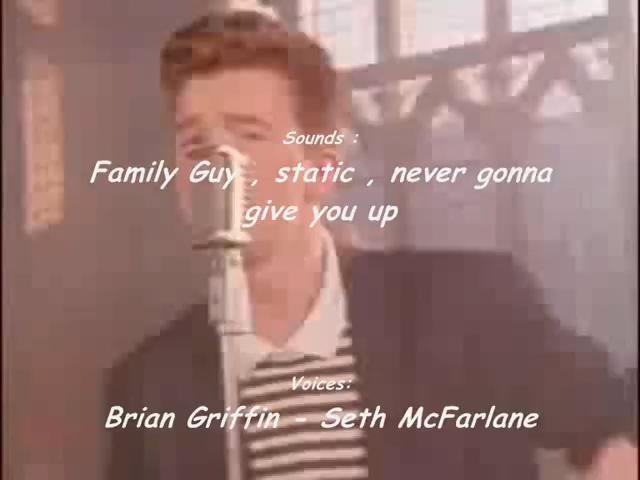 Sounds :
Family Guy , static , never gonna
give you up
Voices:
Brian Griffin - Seth McFarlane